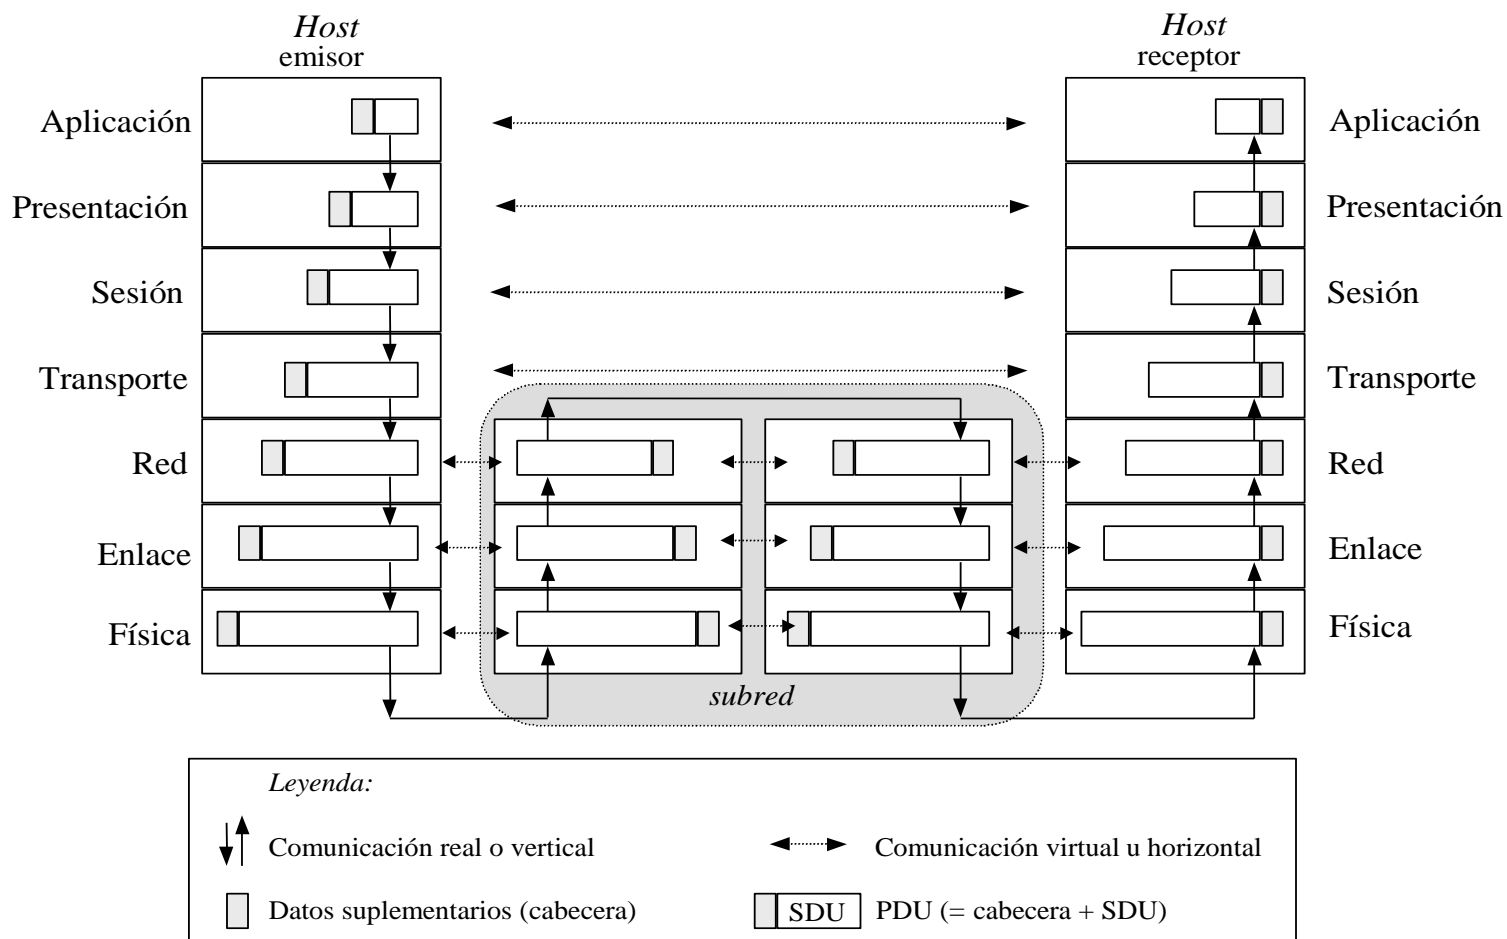 Host
emisor
Host
receptor
Aplicación
Aplicación
Presentación
Presentación
Sesión
Sesión
Transporte
Transporte
Red
Red
Enlace
Enlace
Física
Física
subred
Leyenda:
Comunicación real o vertical
Comunicación virtual u horizontal
Datos suplementarios (cabecera)
SDU
PDU (= cabecera + SDU)